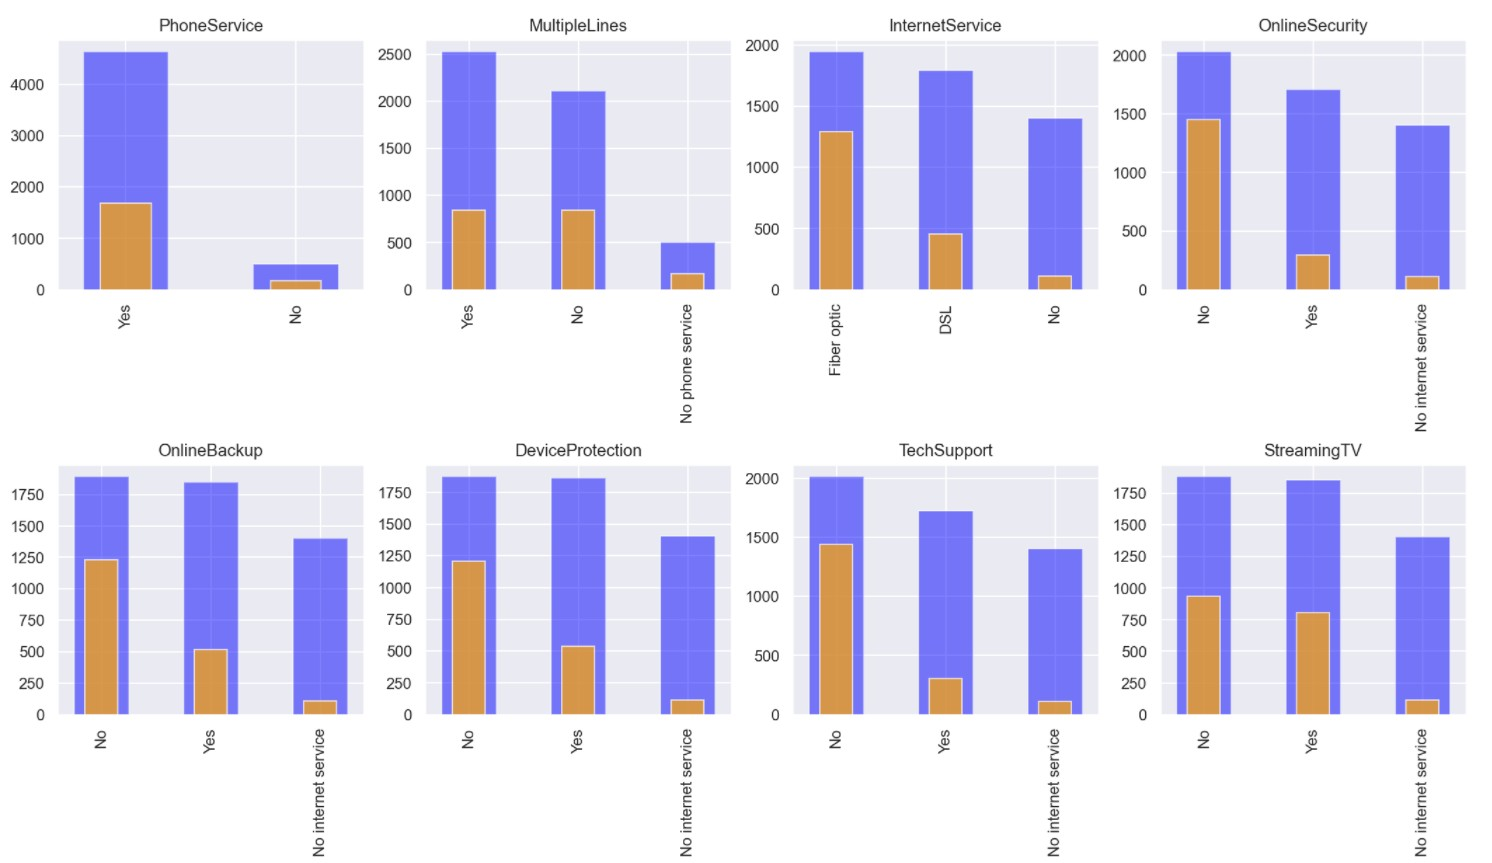 PhoneService
4000
3000
2000
1000
0
Yes
No
MultipleLines
2500
2000
1500
1000
500
0
Yes
No
No phone service
InternetService
2000
1500
1000
500
0
Fiber optic
DSL
No
OnlineSecurity
2000
1500
1000
500
0
No
Yes
No internet service
OnlineBackup
1750
1500
1250
1000
750
500
250
0
No
Yes
No internet service
DeviceProtection
1750
1500
1250
1000
750
500
250
0
No
Yes
No internet service
TechSupport
2000
1500
1000
500
0
No
Yes
No internet service
StreamingTV
1750
1500
1250
1000
750
500
250
0
No
Yes
No internet service